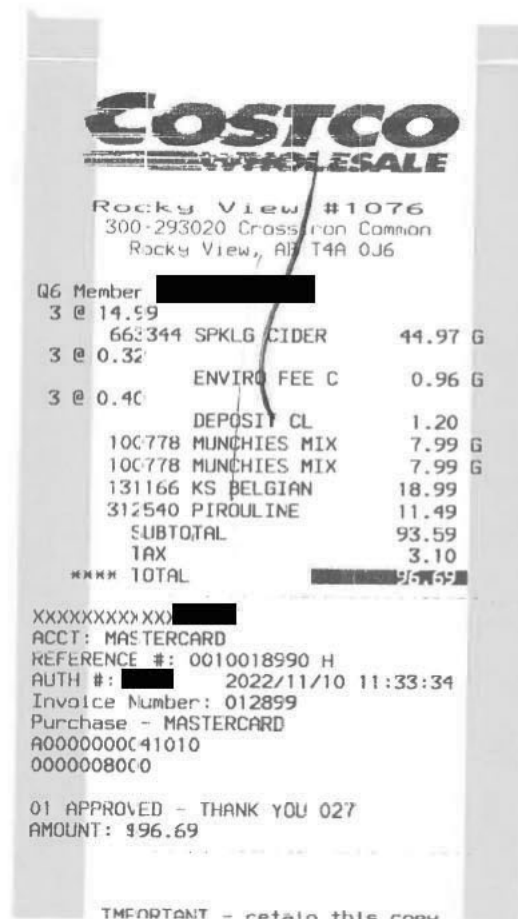 COSTCO
WHOLESALE
Rocky View #1076
300-293020 Crossiron Common
Rocky View, AB T4A 0J6
Q6 Member
3 @ 14.99
663344 SPKLG CIDER 44.97 G
3 @ 0.32
ENVIRO FEE C 0.96 G
3 @ 0.40
DEPOSIT CL 1.20
100778 MUNCHIES MIX 7.99 G
100778 MUNCHIES MIX 7.99 G
131166 KS BELGIAN 18.99
312540 PIROULINE 11.49
SUBTOTAL 93.59
TAX 3.10
**** TOTAL 96.69
XXXXXXXXXXXX
ACCT: MASTERCARD
REFERENCE #: 0010018990 H
AUTH #: 2022/11/10 11:33:34
Invoice Number: 012899
Purchase - MASTERCARD
A0000000041010
0000008000
01 APPROVED - THANK YOU 027
AMOUNT: $96.69
IMPORTANT - retain this copy